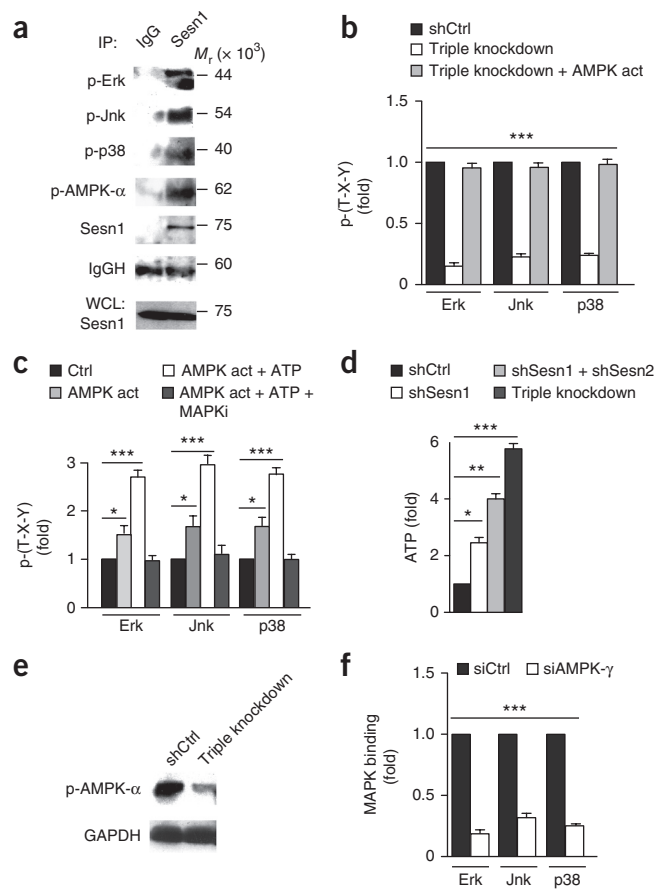 a
IP:
IgG
Sesn1
Mr (× 10³)
p-Erk
44
p-Jnk
54
p-p38
40
p-AMPK-α
62
Sesn1
75
IgGH
60
WCL:
Sesn1
75
b
shCtrl
Triple knockdown
Triple knockdown + AMPK act
p-(T-X-Y)
(fold)
1.5
1.0
0.5
0
***
Erk
Jnk
p38
c
Ctrl
AMPK act + ATP
AMPK act
AMPK act + ATP +
MAPKi
p-(T-X-Y)
(fold)
3
2
1
0
***
***
***
*
*
*
Erk
Jnk
p38
d
shCtrl
shSesn1 + shSesn2
shSesn1
Triple knockdown
ATP (fold)
6
4
2
0
***
**
*
e
shCtrl
Triple knockdown
p-AMPK-α
GAPDH
f
siCtrl
siAMPK-γ
MAPK binding
(fold)
1.5
1.0
0.5
0
***
Erk
Jnk
p38